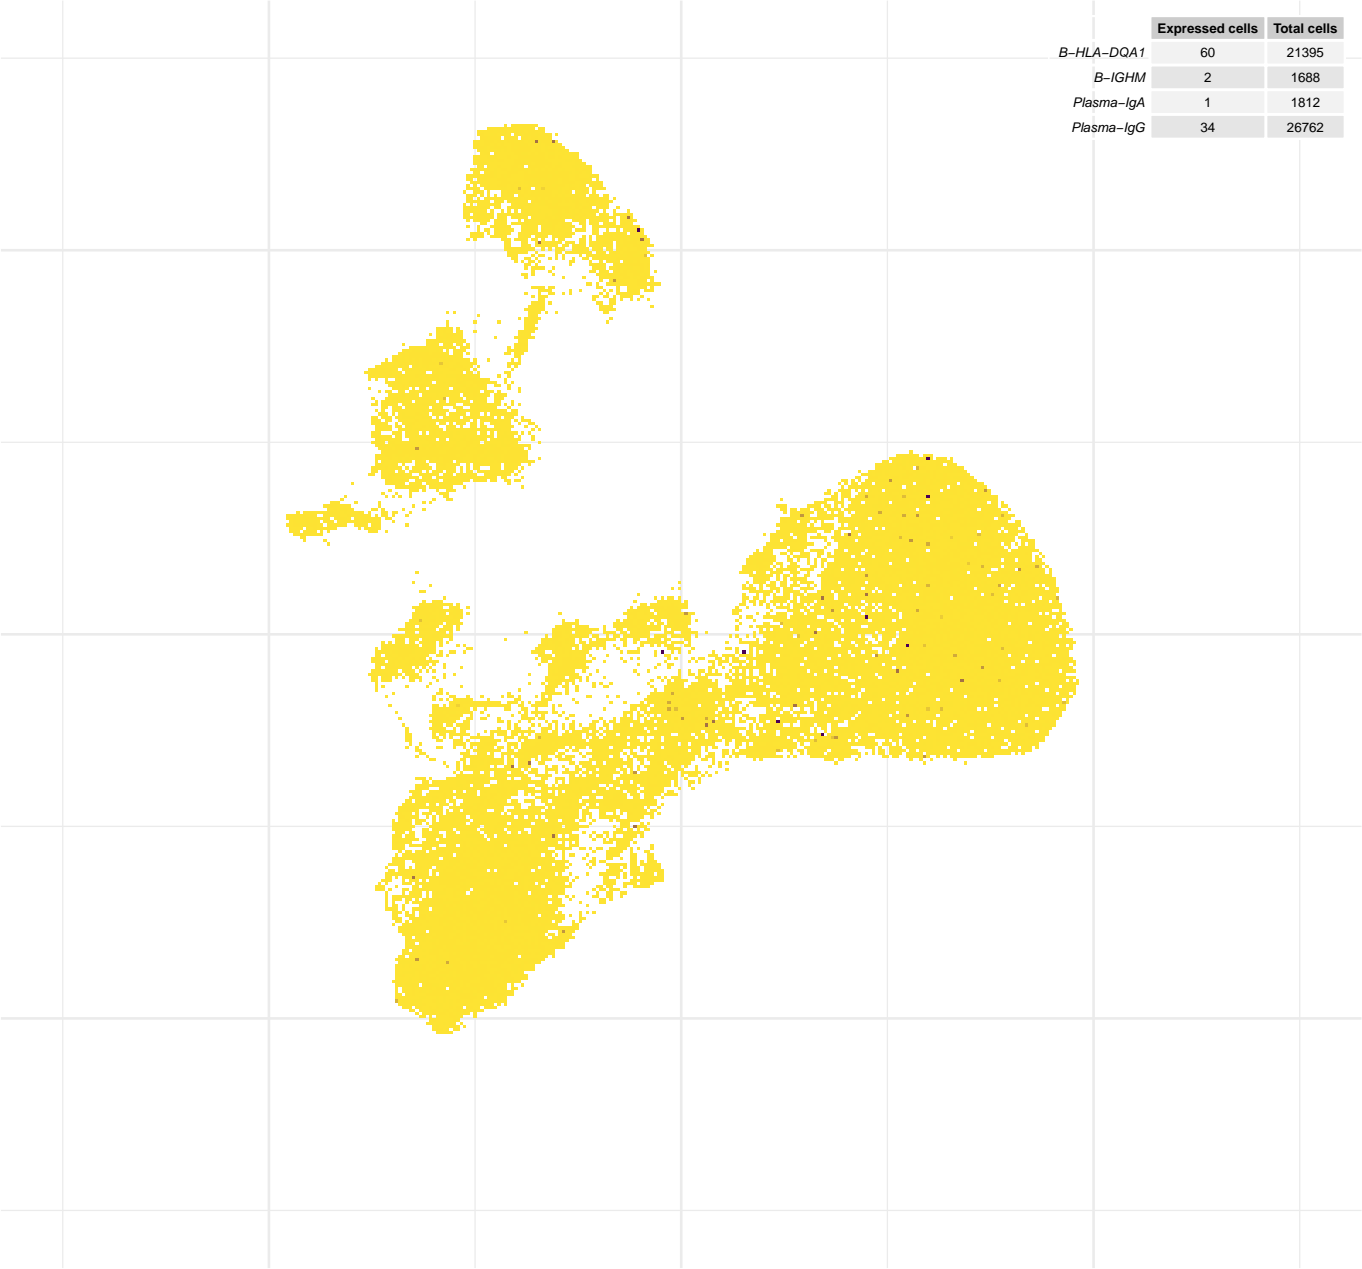 Expressed cells Total cells
B−HLA−DQA1 60 21395
B−IGHM 2 1688
Plasma−IgA 1 1812
Plasma−IgG 34 26762